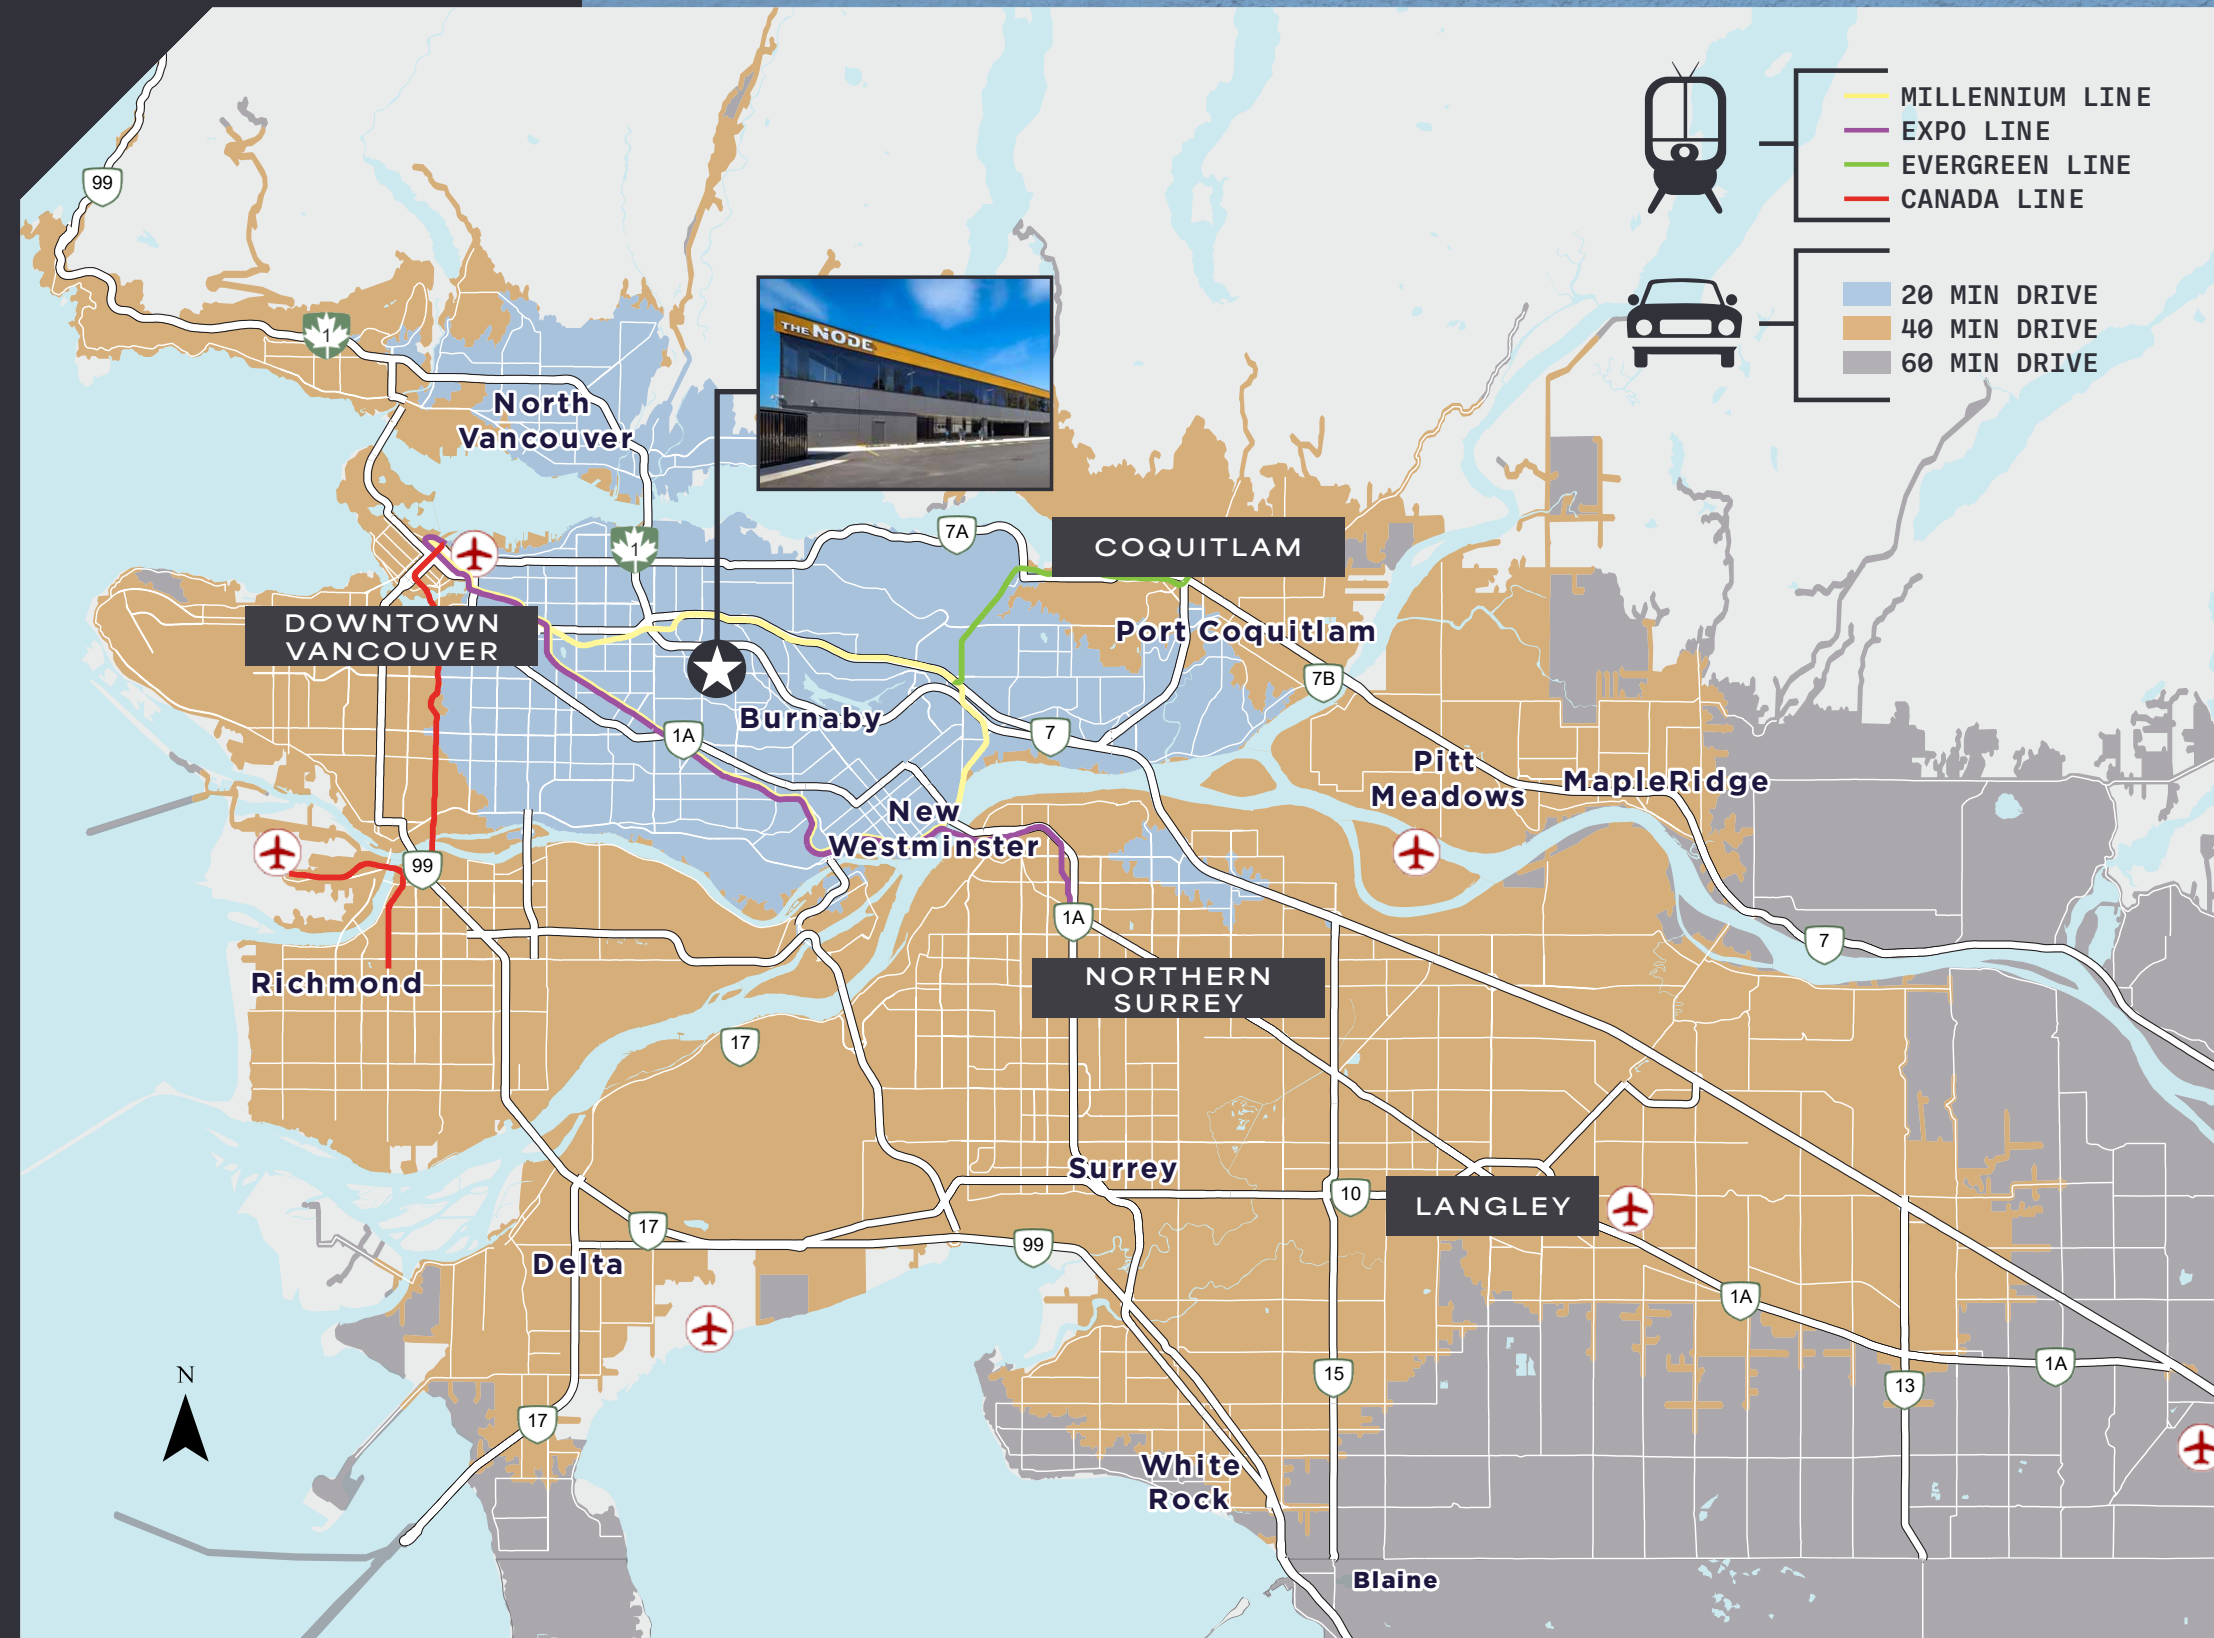 MILLENNIUM LINE
EXPO LINE
EVERGREEN LINE
CANADA LINE
20 MIN DRIVE
40 MIN DRIVE
60 MIN DRIVE
99
1
THE NODE
North
Vancouver
7A
1
COQUITLAM
DOWNTOWN
VANCOUVER
Port Coquitlam
7B
Burnaby
1A
7
Pitt
Meadows
MapleRidge
New
Westminster
99
1A
7
Richmond
NORTHERN
SURREY
17
Surrey
10
LANGLEY
17
99
Delta
1A
15
1A
13
N
17
White
Rock
Blaine